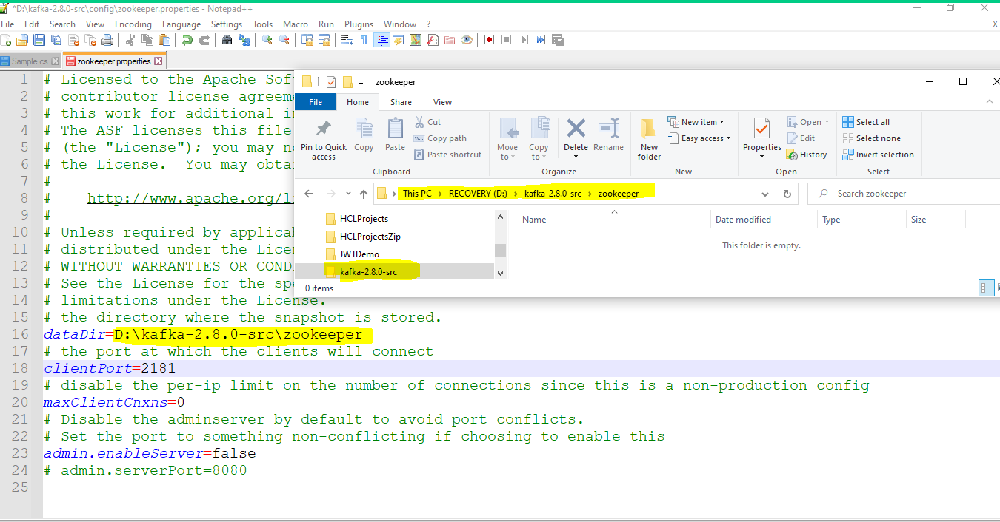 *D:\kafka-2.8.0-src\config\zookeeper.properties - Notepad++
File Edit Search View Encoding Language Settings Tools Macro Run Plugins Window ? X
Sample.cs zookeeper.properties
1 # Licensed to the Apache Sof
2 # contributor license agreeme
3 # this work for additional in
4 # The ASF licenses this file
5 # (the "License"); you may no
6 # the License. You may obta
7 #
8 # http://www.apache.org/li
9 #
10 # Unless required by applical
11 # distributed under the Licen
12 # WITHOUT WARRANTIES OR COND
13 # See the License for the spe
14 # limitations under the License.
15 # the directory where the snapshot is stored.
16 dataDir=D:\kafka-2.8.0-src\zookeeper
17 # the port at which the clients will connect
18 clientPort=2181
19 # disable the per-ip limit on the number of connections since this is a non-production config
20 maxClientCnxns=0
21 # Disable the adminserver by default to avoid port conflicts.
22 # Set the port to something non-conflicting if choosing to enable this
23 admin.enableServer=false
24 # admin.serverPort=8080
25
zookeeper
File Home Share View
Pin to Quick access
Copy
Paste
Cut
Copy path
Paste shortcut
Clipboard
Move to
Copy to
Delete
Rename
Organize
New folder
New item
Easy access
New
Properties
Open
Edit
History
Open
Select all
Select none
Invert selection
Select
This PC > RECOVERY (D:) > kafka-2.8.0-src > zookeeper
Search zookeeper
HCLProjects
HCLProjectsZip
JWTDemo
kafka-2.8.0-src
Name Date modified Type Size
This folder is empty.
0 items